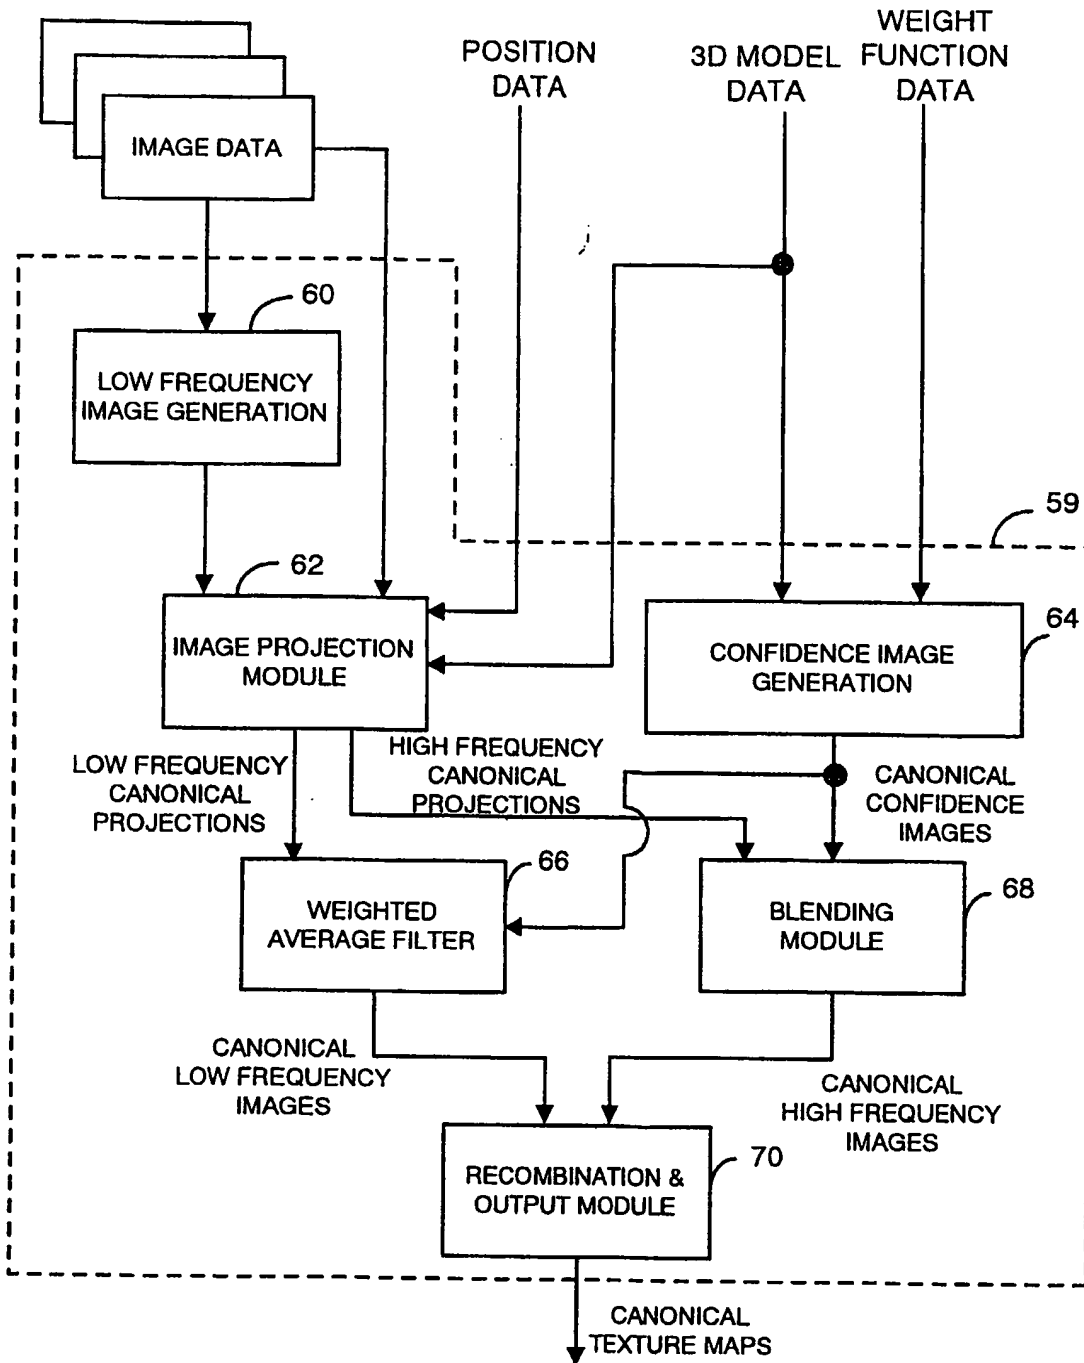 POSITION
DATA
3D MODEL
DATA
WEIGHT
FUNCTION
DATA
IMAGE DATA
60
LOW FREQUENCY
IMAGE GENERATION
59
62
IMAGE PROJECTION
MODULE
64
CONFIDENCE IMAGE
GENERATION
LOW FREQUENCY
CANONICAL
PROJECTIONS
HIGH FREQUENCY
CANONICAL
PROJECTIONS
CANONICAL
CONFIDENCE
IMAGES
66
WEIGHTED
AVERAGE FILTER
68
BLENDING
MODULE
CANONICAL
LOW FREQUENCY
IMAGES
CANONICAL
HIGH FREQUENCY
IMAGES
70
RECOMBINATION &
OUTPUT MODULE
CANONICAL
TEXTURE MAPS